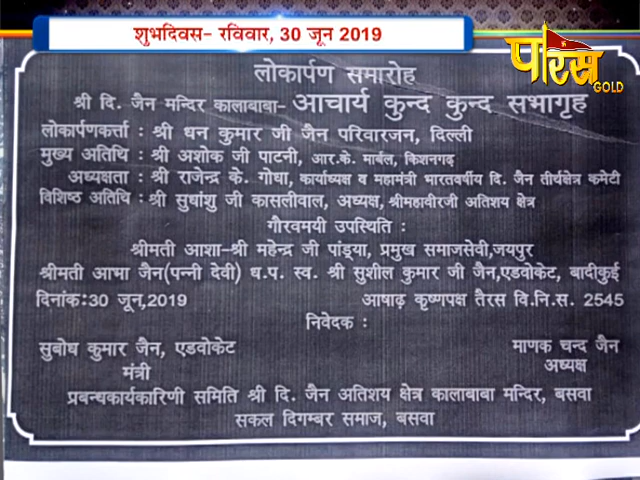 शुभदिवस- रविवार, 30 जून 2019
पारस
GOLD
लोकार्पण समारोह
श्री दि. जैन मन्दिर कालाबाबा- आचार्य कुन्द कुन्द सभागृह
लोकार्पणकर्त्ता : श्री धन कुमार जी जैन परिवारजन, दिल्ली
मुख्य अतिथि : श्री अशोक जी पाटनी, आर.के. मार्बल, किशनगढ़
अध्यक्षता : श्री राजेन्द्र के. गोधा, कार्याध्यक्ष व महामंत्री भारतवर्षीय दि. जैन तीर्थक्षेत्र कमेटी
विशिष्ठ अतिथि : श्री सुधांशु जी कासलीवाल, अध्यक्ष, श्रीमहावीरजी अतिशय क्षेत्र
गौरवमयी उपस्थिति :
श्रीमती आशा-श्री महेन्द्र जी पांड्या, प्रमुख समाजसेवी,जयपुर
श्रीमती आभा जैन(पन्नी देवी) ध.प. स्व. श्री सुशील कुमार जी जैन,एडवोकेट, बादीकुई
दिनांक:30 जून,2019 आषाढ़ कृष्णपक्ष तैरस वि.नि.स. 2545
निवेदक :
सुबोध कुमार जैन, एडवोकेट माणक चन्द जैन
मंत्री अध्यक्ष
प्रबन्धकार्यकारिणी समिति श्री दि. जैन अतिशय क्षेत्र कालाबाबा मन्दिर, बसवा
सकल दिगम्बर समाज, बसवा